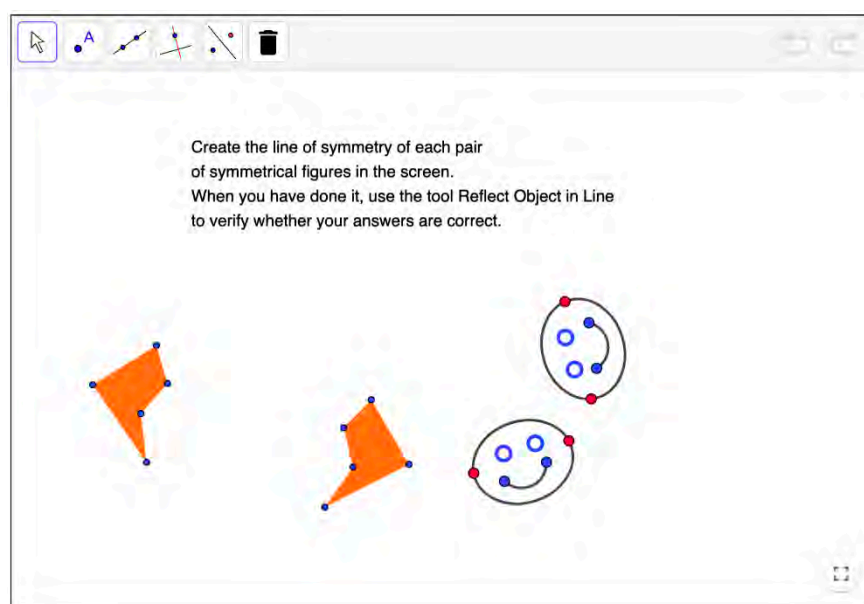 A
Create the line of symmetry of each pair
of symmetrical figures in the screen.
When you have done it, use the tool Reflect Object in Line
to verify whether your answers are correct.